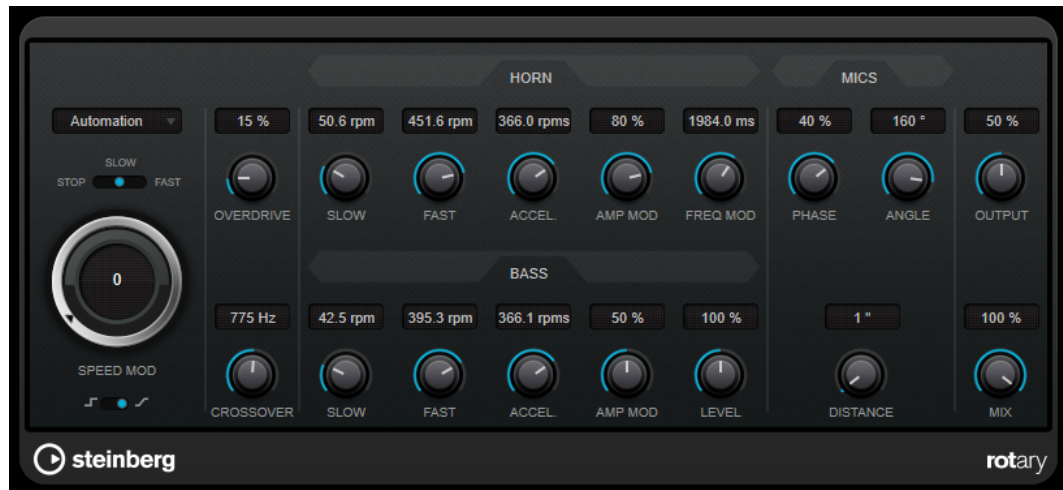 HORN
MICS
Automation
15 %
50.6 rpm
451.6 rpm
366.0 rpms
80 %
1984.0 ms
40 %
160 °
50 %
SLOW
STOP
FAST
OVERDRIVE
SLOW
FAST
ACCEL.
AMP MOD
FREQ MOD
PHASE
ANGLE
OUTPUT
BASS
0
775 Hz
42.5 rpm
395.3 rpm
366.1 rpms
50 %
100 %
1 "
100 %
SPEED MOD
CROSSOVER
SLOW
FAST
ACCEL.
AMP MOD
LEVEL
DISTANCE
MIX
steinberg
rotary